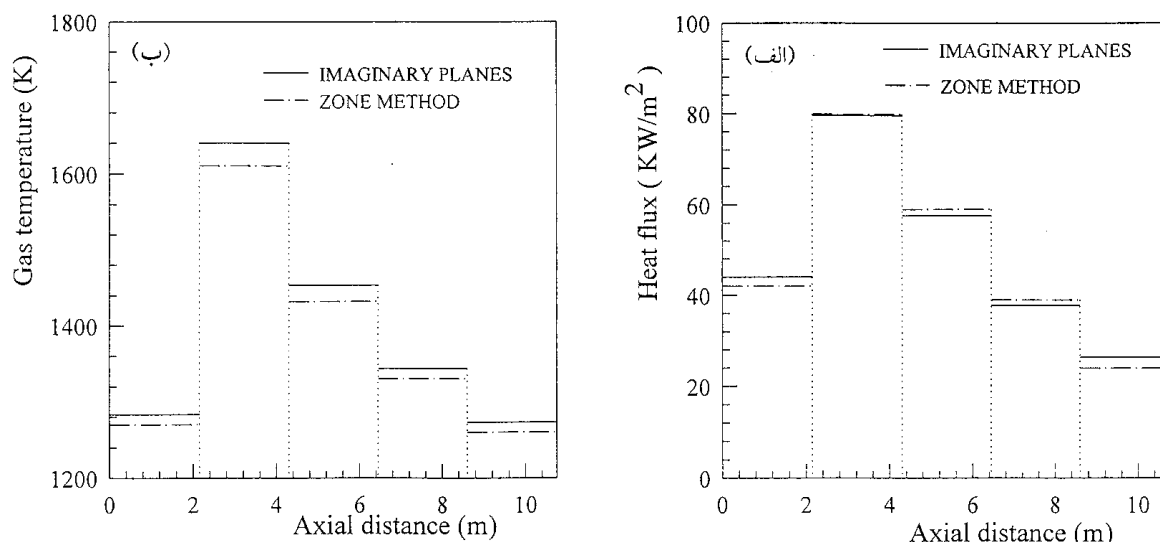 (ب)
Gas temperature (K)
1800
1600
1400
1200
IMAGINARY PLANES
ZONE METHOD
0 2 4 6 8 10
Axial distance (m)
(الف)
Heat flux ( KW/m²)
100
80
60
40
20
0
IMAGINARY PLANES
ZONE METHOD
0 2 4 6 8 10
Axial distance (m)